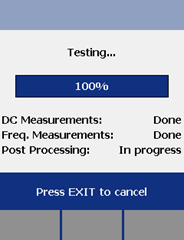 Testing...
100%
DC Measurements: Done
Freq. Measurements: Done
Post Processing: In progress
Press EXIT to cancel